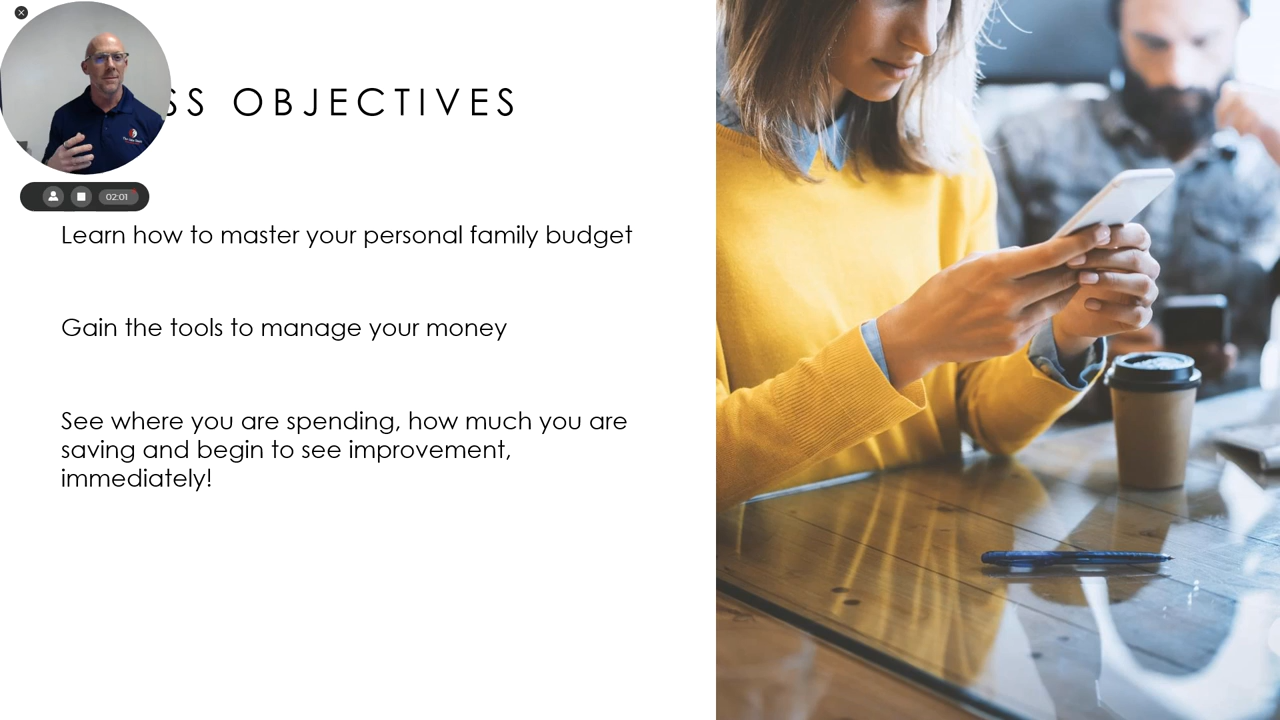 SS OBJECTIVES
02:01
Learn how to master your personal family budget
Gain the tools to manage your money
See where you are spending, how much you are
saving and begin to see improvement,
immediately!